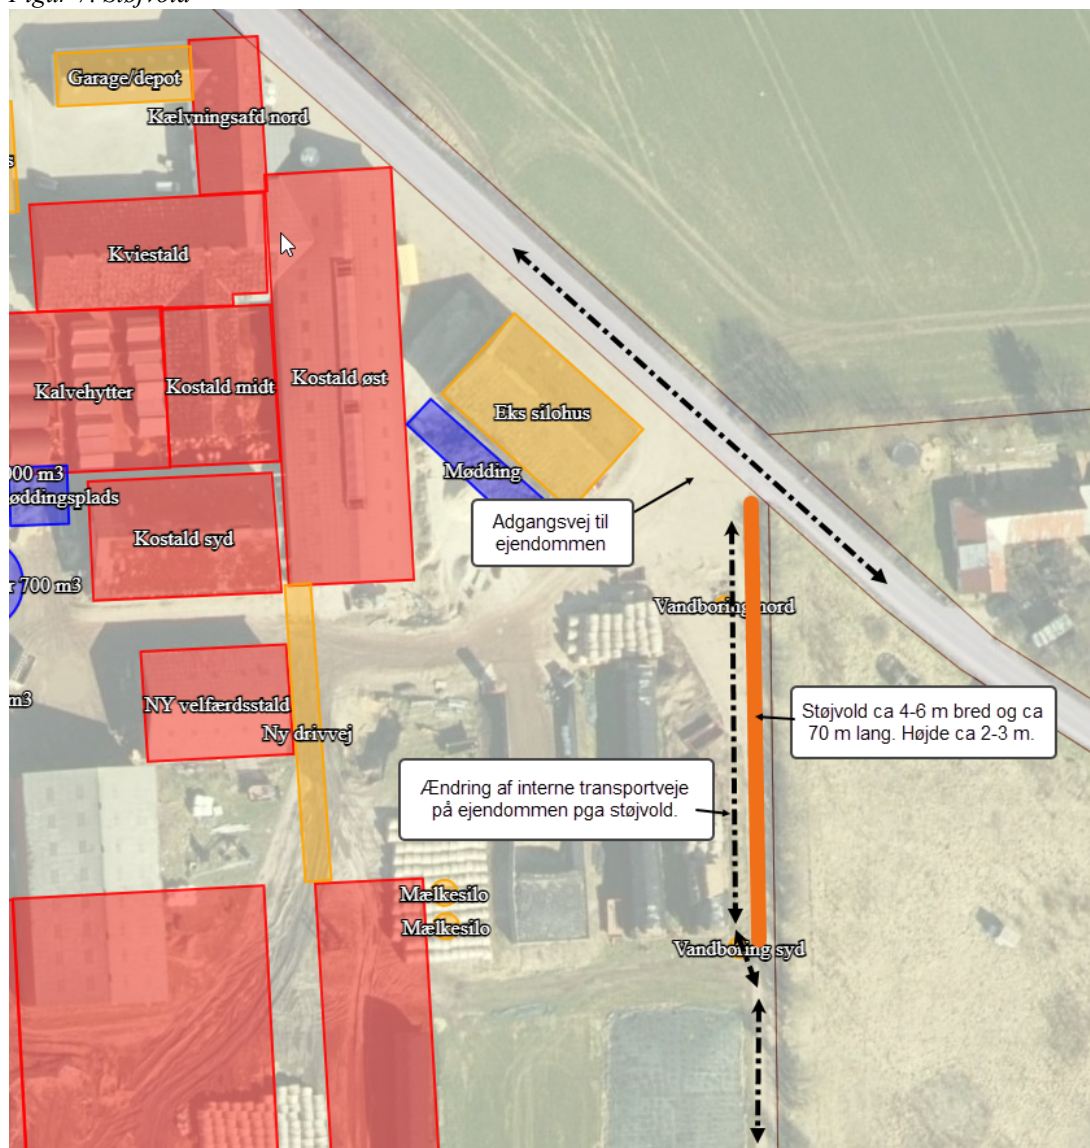 Figur 7. Støjvold
Garage/depot
Kælvningsafd nord
s
Kviestald
Kalvehytter
Kostald midt
Kostald øst
Eks silohus
Mødding
000 m3
øddingsplads
Adgangsvej til
ejendommen
Kostald syd
r 700 m3
Vandboring nord
m3
NY velfærdsstald
Ny drivvej
Støjvold ca 4-6 m bred og ca
70 m lang. Højde ca 2-3 m.
Ændring af interne transportveje
på ejendommen pga støjvold.
Mælkesilo
Mælkesilo
Vandboring syd